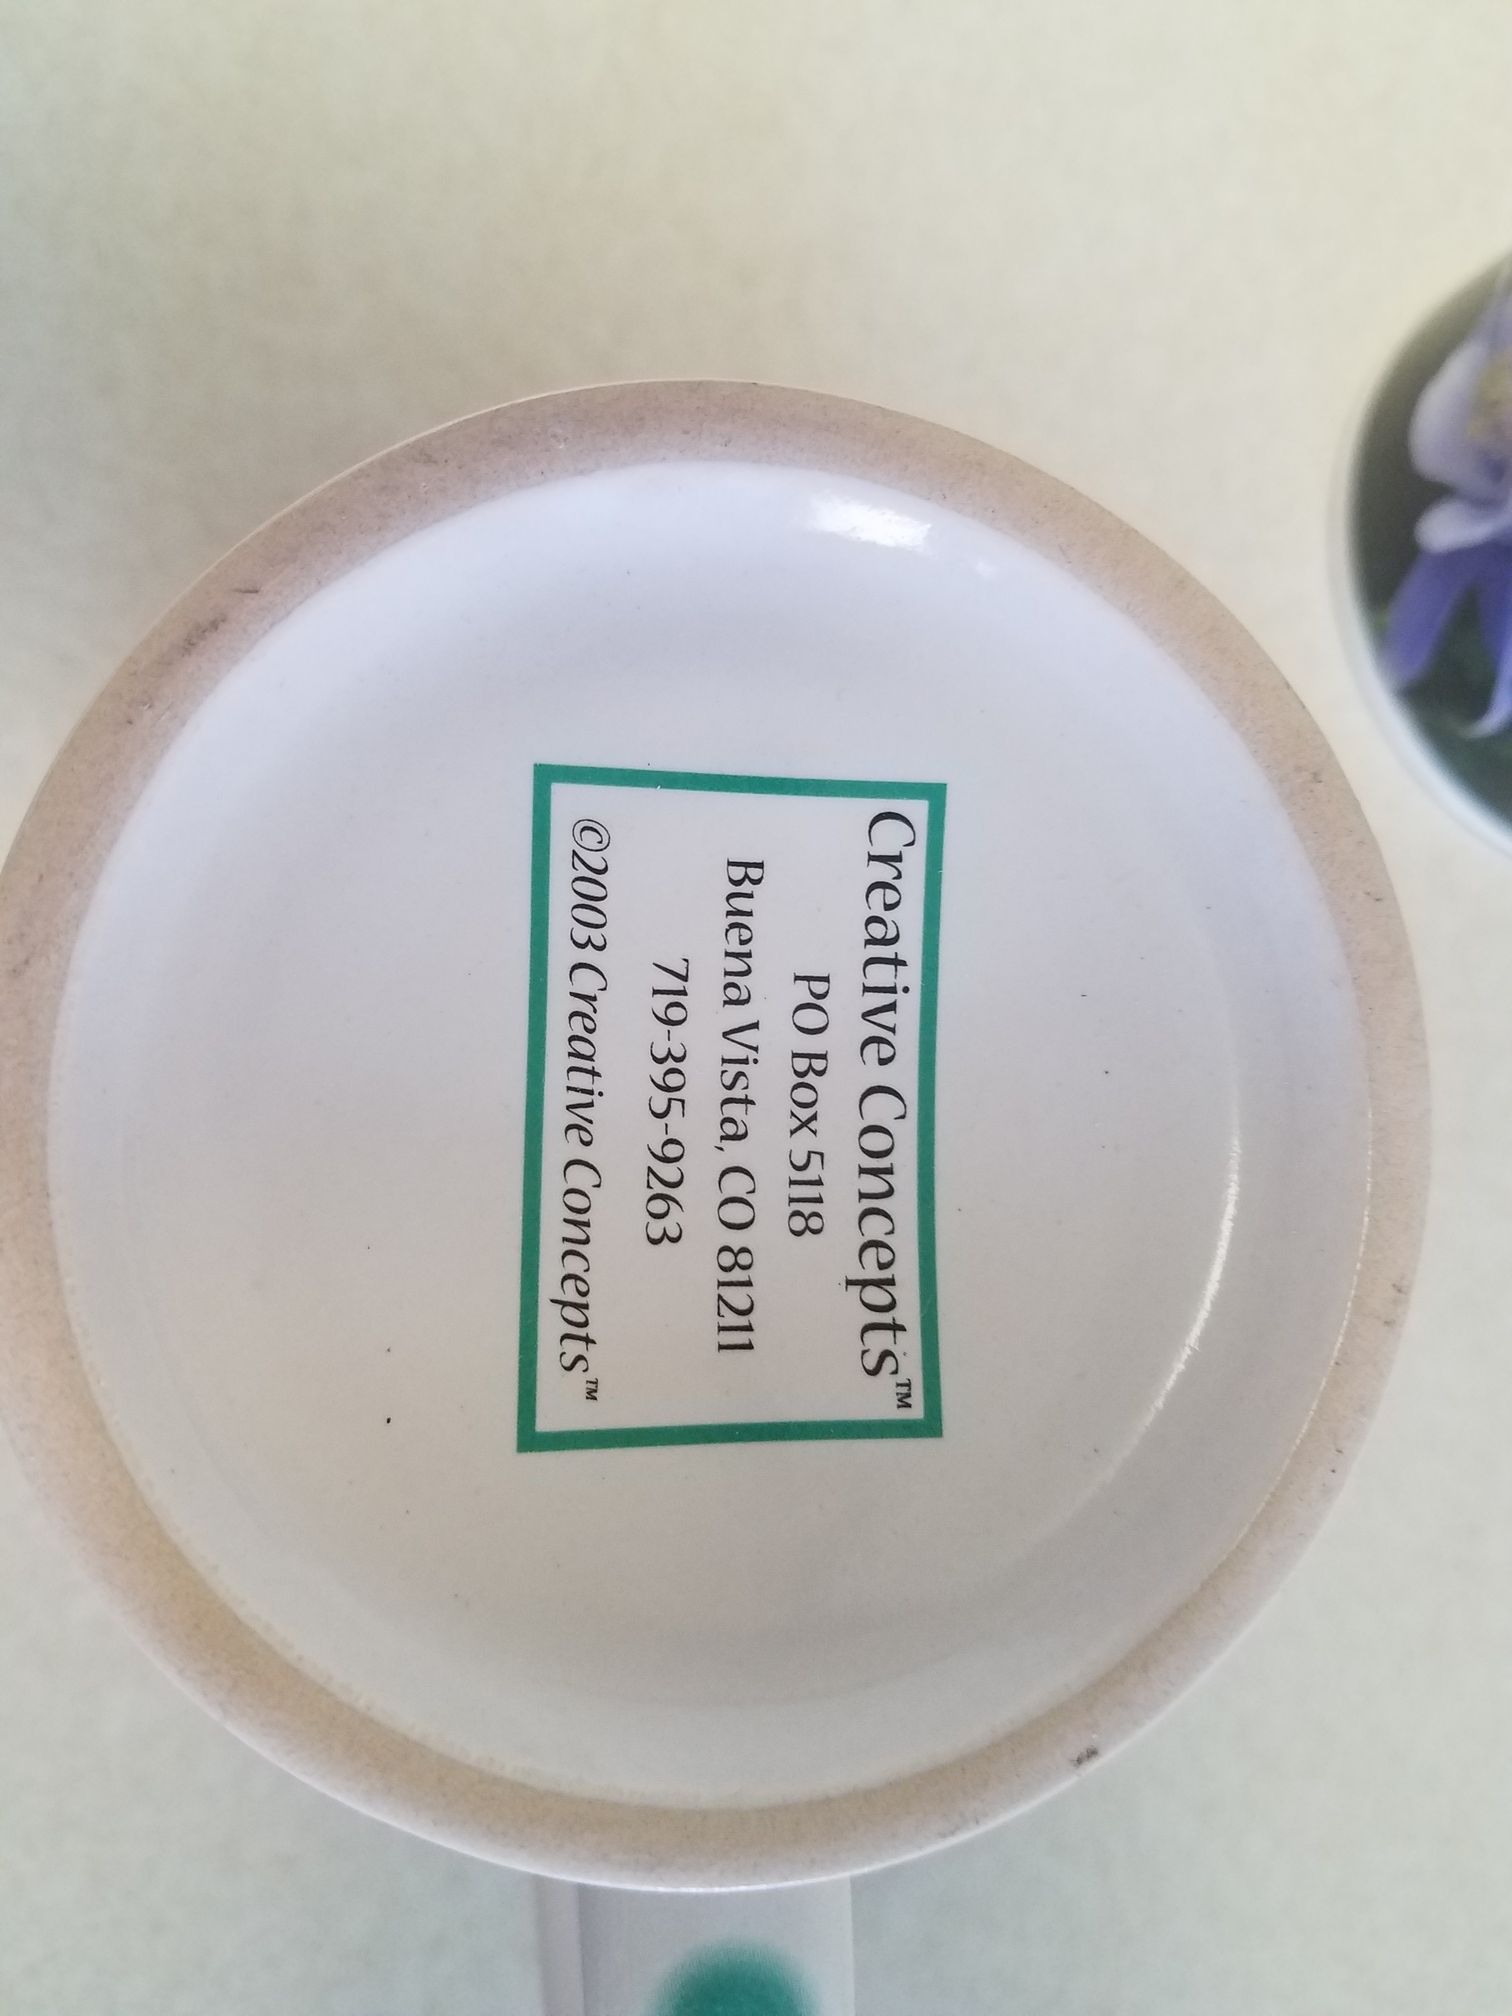 Creative Concepts™
PO Box 5118
Buena Vista, CO 81211
719-395-9263
©2003 Creative Concepts™